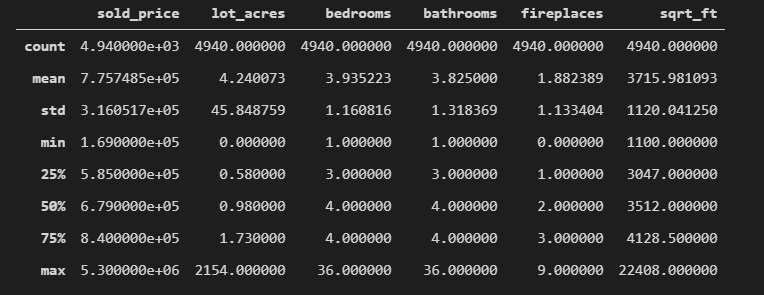 sold_price lot_acres bedrooms bathrooms fireplaces sqrt_ft
count 4.940000e+03 4940.000000 4940.000000 4940.000000 4940.000000 4940.000000
mean 7.757485e+05 4.240073 3.935223 3.825000 1.882389 3715.981093
std 3.160517e+05 45.848759 1.160816 1.318369 1.133404 1120.041250
min 1.690000e+05 0.000000 1.000000 1.000000 0.000000 1100.000000
25% 5.850000e+05 0.580000 3.000000 3.000000 1.000000 3047.000000
50% 6.790000e+05 0.980000 4.000000 4.000000 2.000000 3512.000000
75% 8.400000e+05 1.730000 4.000000 4.000000 3.000000 4128.500000
max 5.300000e+06 2154.000000 36.000000 36.000000 9.000000 22408.000000